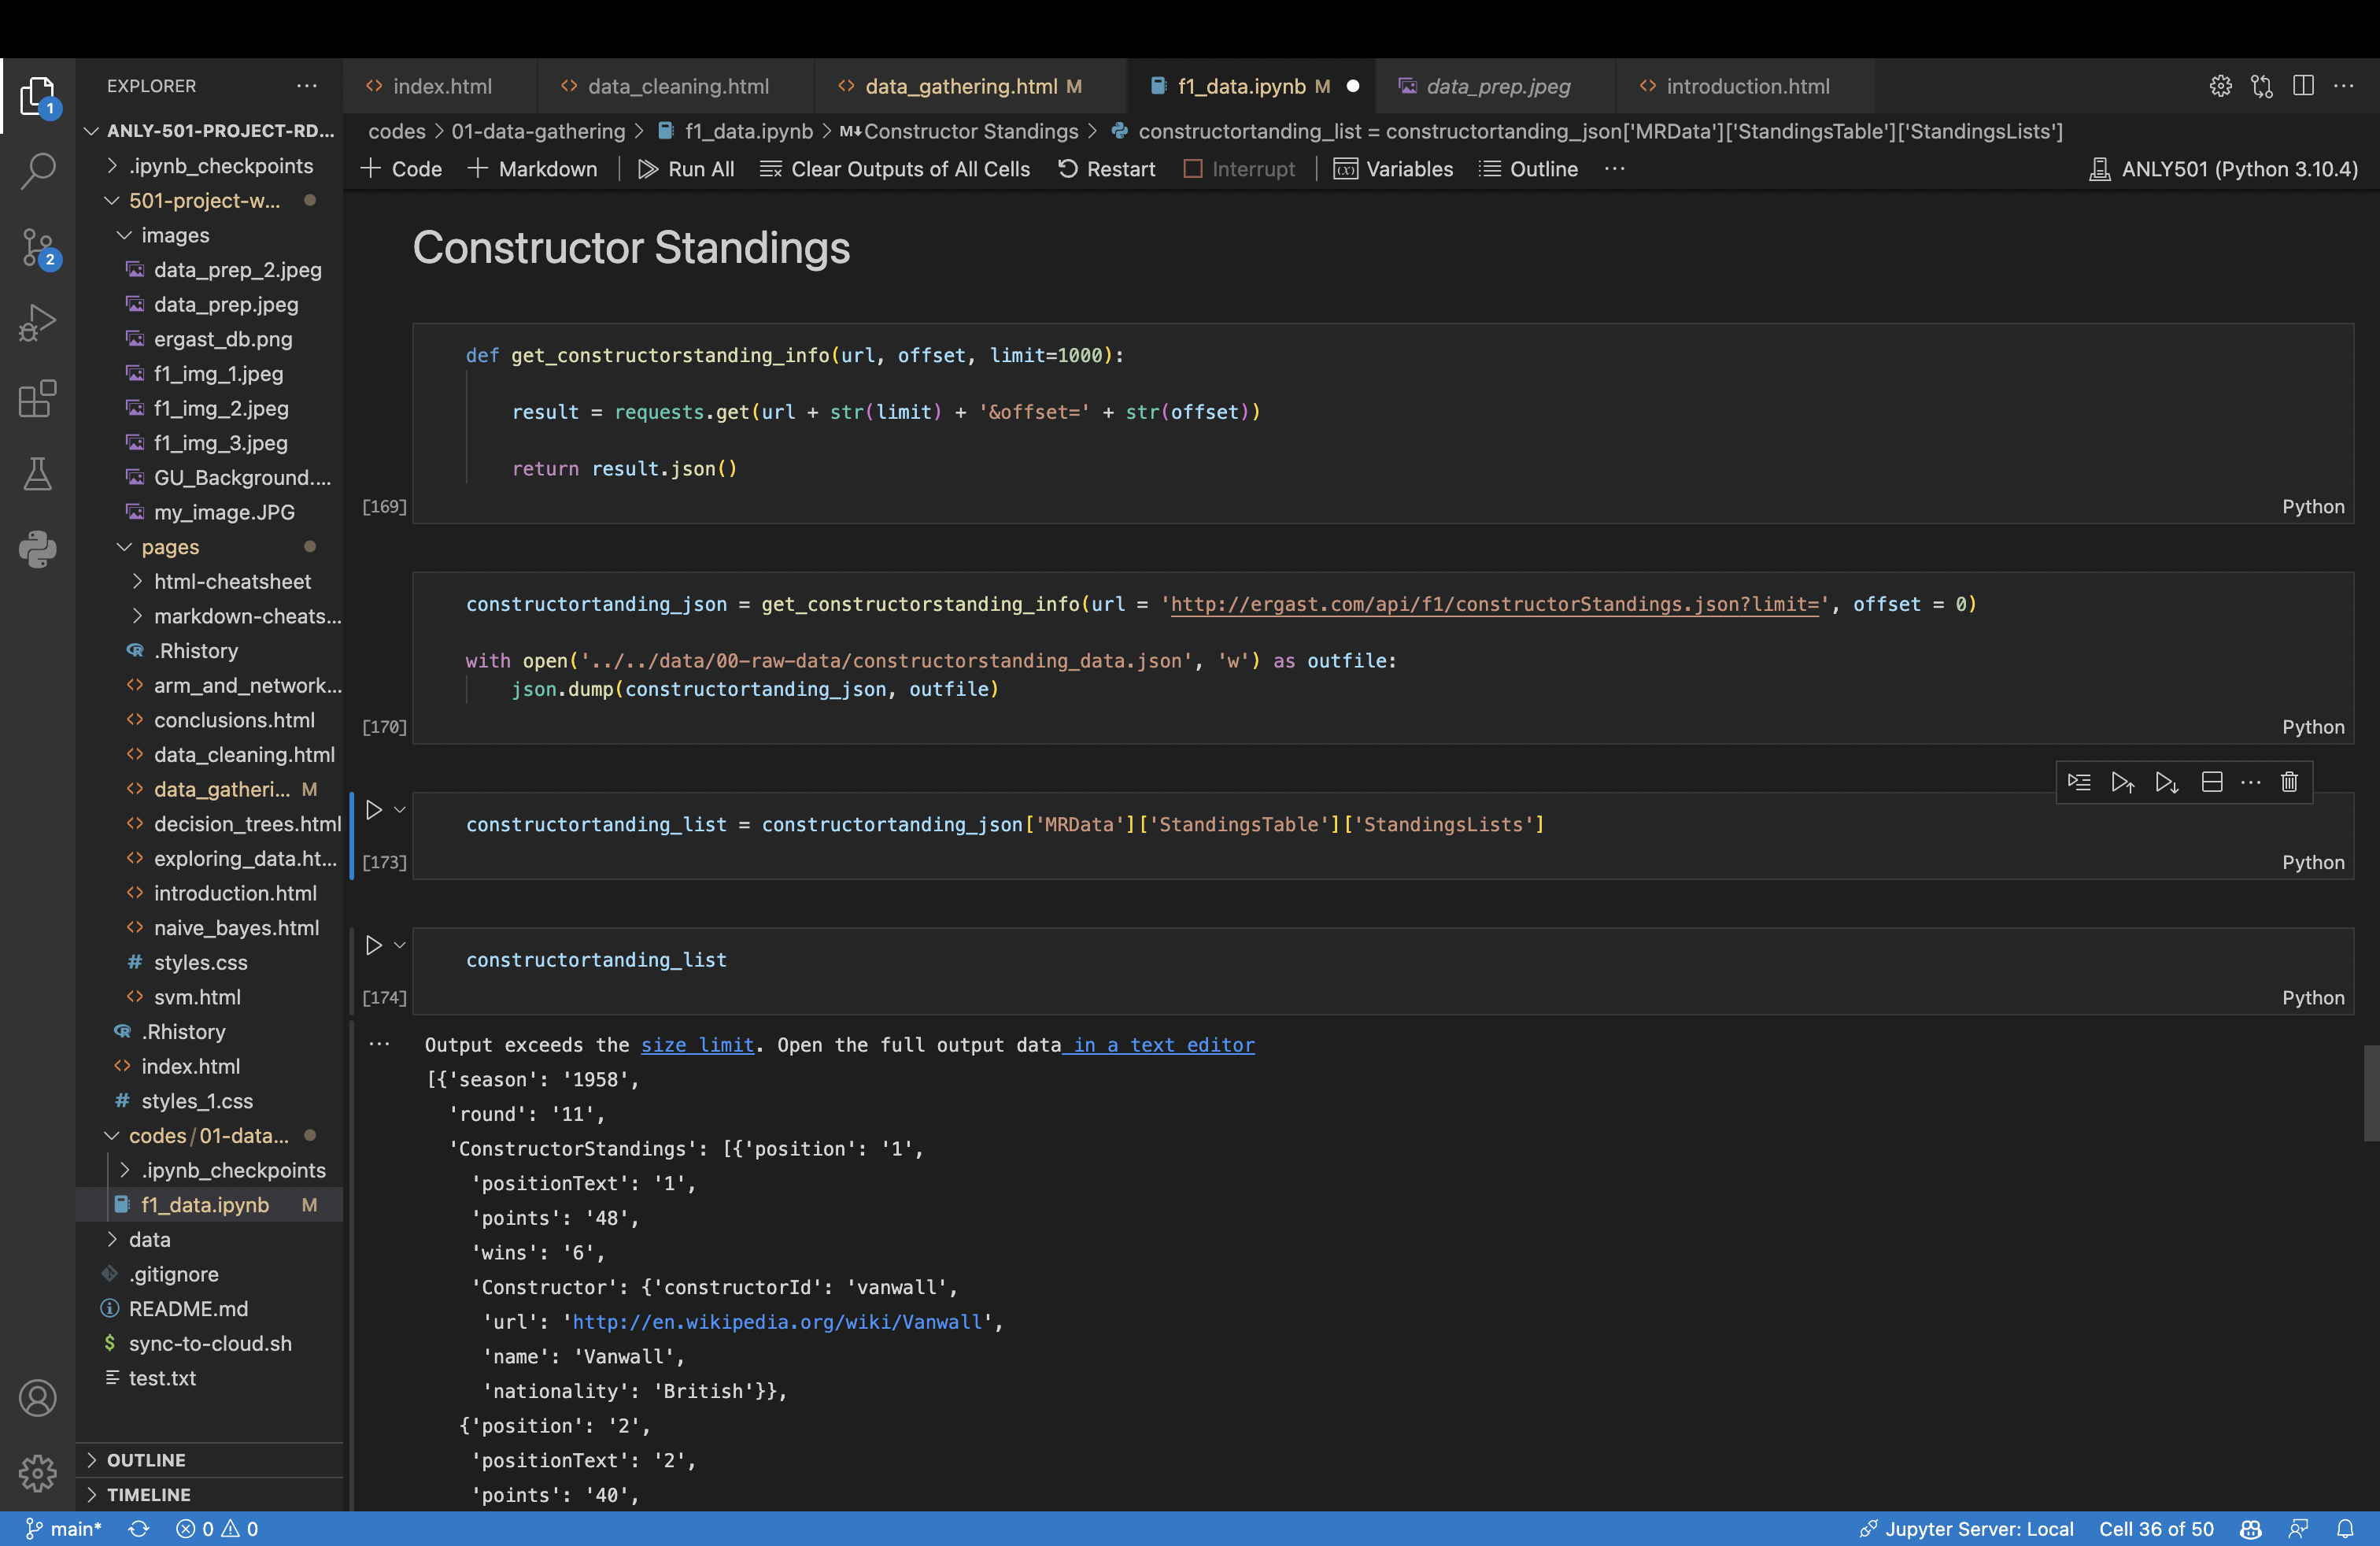 EXPLORER
ANLY-501-PROJECT-RD...
.ipynb_checkpoints
501-project-w...
images
data_prep_2.jpeg
data_prep.jpeg
ergast_db.png
f1_img_1.jpeg
f1_img_2.jpeg
f1_img_3.jpeg
GU_Background....
my_image.JPG
pages
html-cheatsheet
markdown-cheats...
.Rhistory
arm_and_network...
conclusions.html
data_cleaning.html
data_gatheri... M
decision_trees.html
exploring_data.ht...
introduction.html
naive_bayes.html
styles.css
svm.html
.Rhistory
index.html
styles_1.css
codes/01-data...
.ipynb_checkpoints
f1_data.ipynb M
data
.gitignore
README.md
sync-to-cloud.sh
test.txt
OUTLINE
TIMELINE
1
2
index.html data_cleaning.html data_gathering.html M f1_data.ipynb M data_prep.jpeg introduction.html
codes > 01-data-gathering > f1_data.ipynb > M↓Constructor Standings > constructortanding_list = constructortanding_json['MRData']['StandingsTable']['StandingsLists']
+ Code + Markdown Run All Clear Outputs of All Cells Restart Interrupt Variables Outline ... ANLY501 (Python 3.10.4)
Constructor Standings
def get_constructorstanding_info(url, offset, limit=1000):
result = requests.get(url + str(limit) + '&offset=' + str(offset))
return result.json()
[169] Python
constructortanding_json = get_constructorstanding_info(url = 'http://ergast.com/api/f1/constructorStandings.json?limit=', offset = 0)
with open('../../data/00-raw-data/constructorstanding_data.json', 'w') as outfile:
json.dump(constructortanding_json, outfile)
[170] Python
constructortanding_list = constructortanding_json['MRData']['StandingsTable']['StandingsLists']
[173] Python
constructortanding_list
[174] Python
... Output exceeds the size limit. Open the full output data in a text editor
[{'season': '1958',
'round': '11',
'ConstructorStandings': [{'position': '1',
'positionText': '1',
'points': '48',
'wins': '6',
'Constructor': {'constructorId': 'vanwall',
'url': 'http://en.wikipedia.org/wiki/Vanwall',
'name': 'Vanwall',
'nationality': 'British'}},
{'position': '2',
'positionText': '2',
'points': '40',
main* 0 0 Jupyter Server: Local Cell 36 of 50